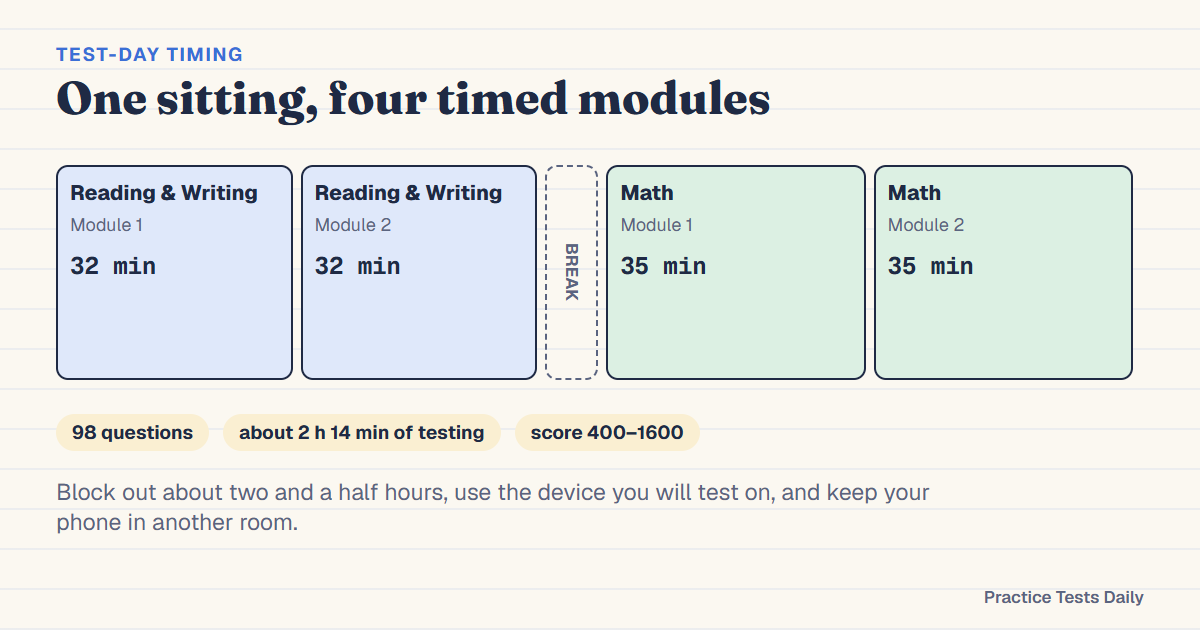 TEST-DAY TIMING
One sitting, four timed modules
Reading & Writing
Module 1
32 min
Reading & Writing
Module 2
32 min
BREAK
Math
Module 1
35 min
Math
Module 2
35 min
98 questions
about 2 h 14 min of testing
score 400–1600
Block out about two and a half hours, use the device you will test on, and keep your
phone in another room.
Practice Tests Daily